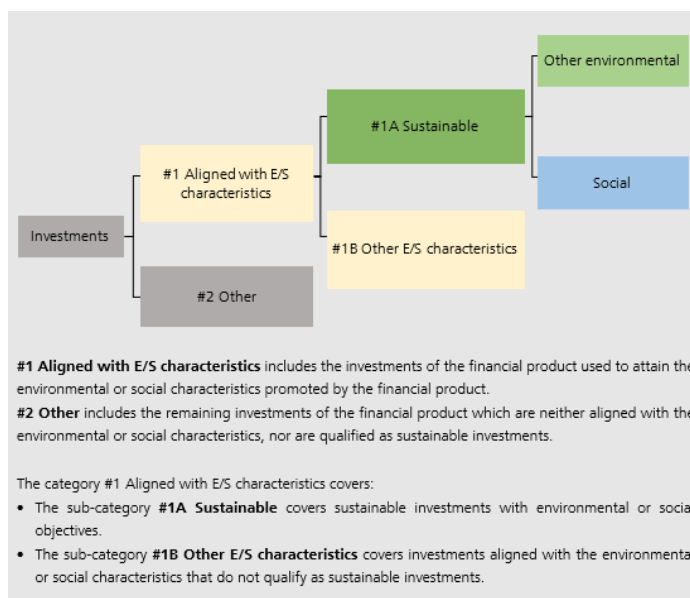 Other environmental
#1A Sustainable
#1 Aligned with E/S
characteristics
Social
Investments
#1B Other E/S characteristics
#2 Other
#1 Aligned with E/S characteristics includes the investments of the financial product used to attain the
environmental or social characteristics promoted by the financial product.
#2 Other includes the remaining investments of the financial product which are neither aligned with the
environmental or social characteristics, nor are qualified as sustainable investments.
The category #1 Aligned with E/S characteristics covers:
• The sub-category #1A Sustainable covers sustainable investments with environmental or social
objectives.
• The sub-category #1B Other E/S characteristics covers investments aligned with the environmental
or social characteristics that do not qualify as sustainable investments.